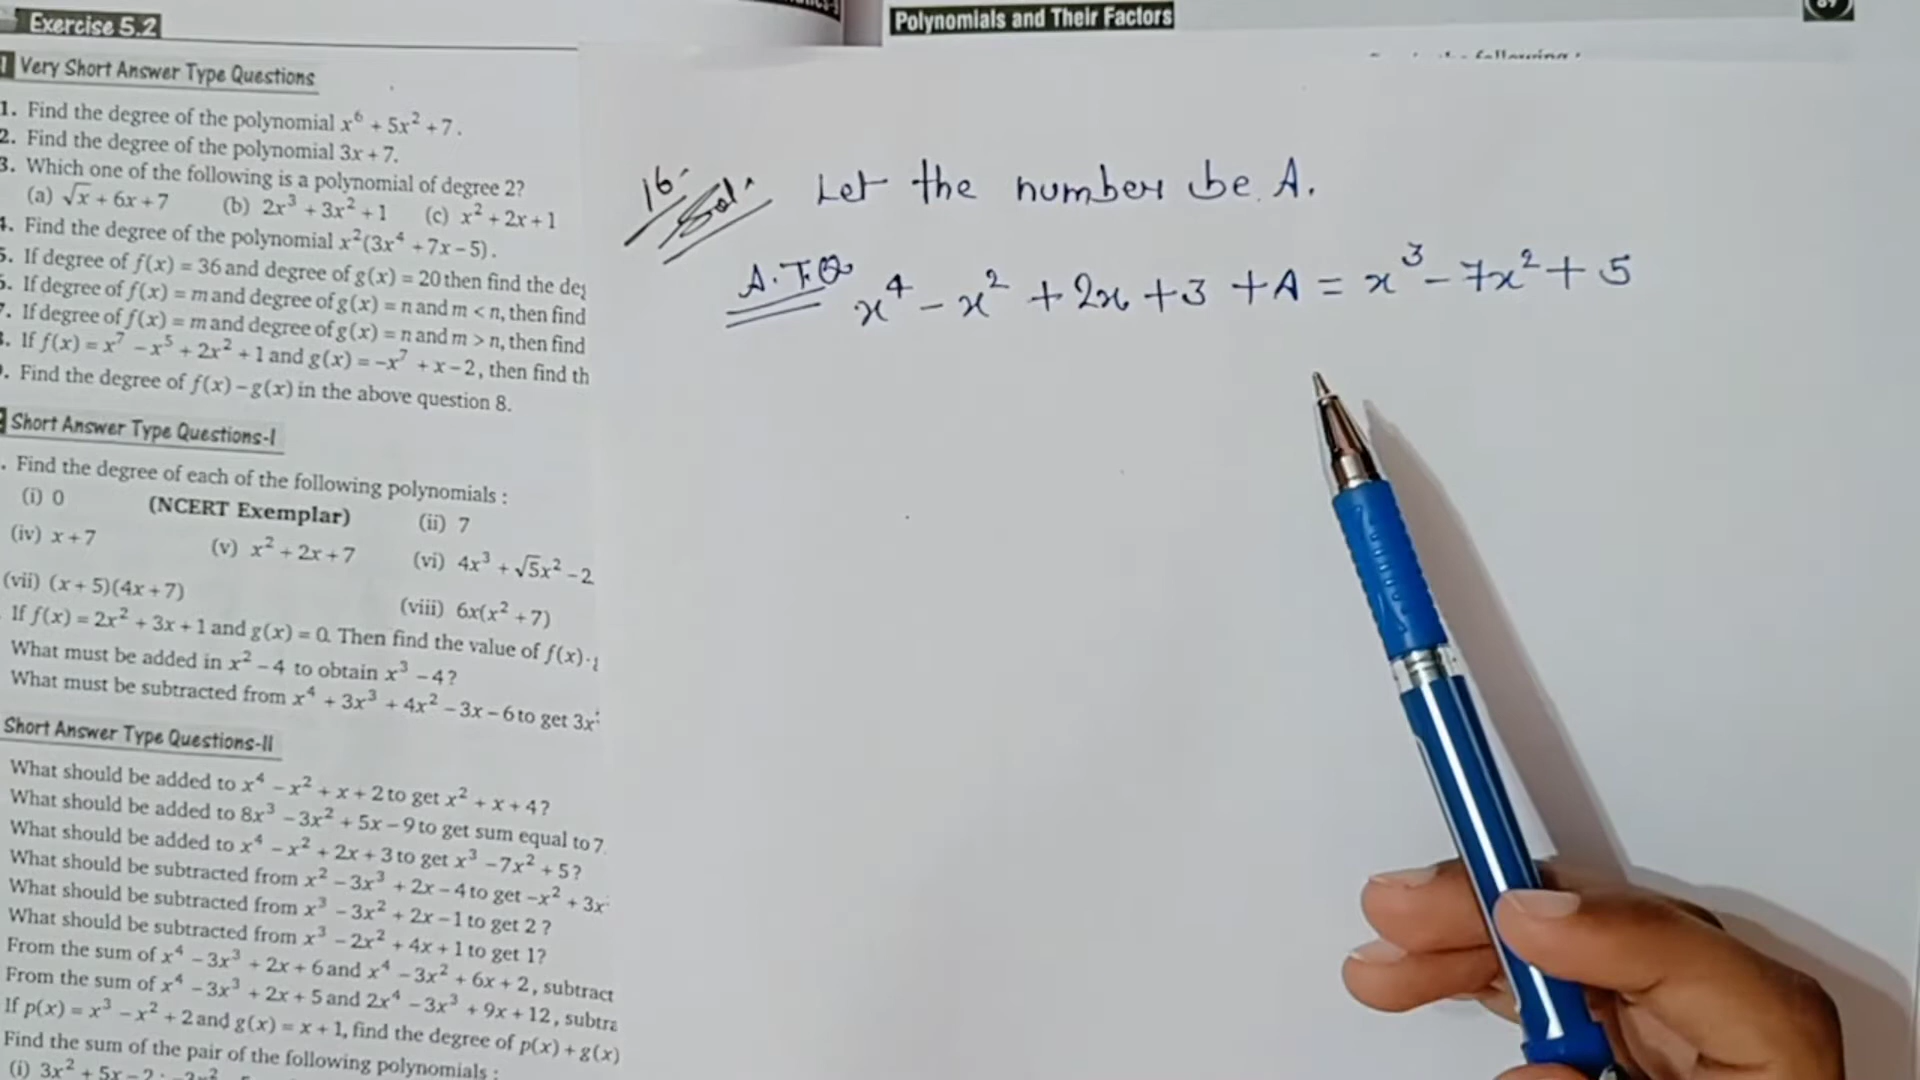 Exercise 5.2
Very Short Answer Type Questions
1. Find the degree of the polynomial x⁶ + 5x² + 7.
2. Find the degree of the polynomial 3x + 7.
3. Which one of the following is a polynomial of degree 2?
(a) √x + 6x + 7 (b) 2x³ + 3x² + 1 (c) x² + 2x + 1
4. Find the degree of the polynomial x²(3x⁴ + 7x − 5).
5. If degree of f(x) = 36 and degree of g(x) = 20 then find the
6. If degree of f(x) = m and degree of g(x) = n and m < n, then find
7. If degree of f(x) = m and degree of g(x) = n and m > n, then find
8. If f(x) = x⁷ − x⁵ + 2x² + 1 and g(x) = −x⁷ + x − 2, then find th
. Find the degree of f(x) − g(x) in the above question 8.
Short Answer Type Questions-I
. Find the degree of each of the following polynomials :
(i) 0 (NCERT Exemplar) (ii) 7
(iv) x + 7 (v) x² + 2x + 7 (vi) 4x³ + √5x² − 2
(vii) (x + 5)(4x + 7) (viii) 6x(x² + 7)
. If f(x) = 2x² + 3x + 1 and g(x) = 0. Then find the value of f(x)·
What must be added in x² − 4 to obtain x³ − 4?
What must be subtracted from x⁴ + 3x³ + 4x² − 3x − 6 to get 3x
Short Answer Type Questions-II
What should be added to x⁴ − x² + x + 2 to get x² + x + 4?
What should be added to 8x³ − 3x² + 5x − 9 to get sum equal to 7
What should be added to x⁴ − x² + 2x + 3 to get x³ − 7x² + 5?
What should be subtracted from x² − 3x³ + 2x − 4 to get −x² + 3x
What should be subtracted from x³ − 3x² + 2x − 1 to get 2?
What should be subtracted from x³ − 2x² + 4x + 1 to get 1?
From the sum of x⁴ − 3x³ + 2x + 6 and x⁴ − 3x² + 6x + 2, subtract
From the sum of x⁴ − 3x³ + 2x + 5 and 2x⁴ − 3x³ + 9x + 12, subtra
If p(x) = x³ − x² + 2 and g(x) = x + 1, find the degree of p(x) + g(x)
Find the sum of the pair of the following polynomials :
(i) 3x² + 5x − 2 ;
Polynomials and Their Factors
following :
16. Sol. Let the number be A.
A.T.Q x⁴ − x² + 2x + 3 + A = x³ − 7x² + 5